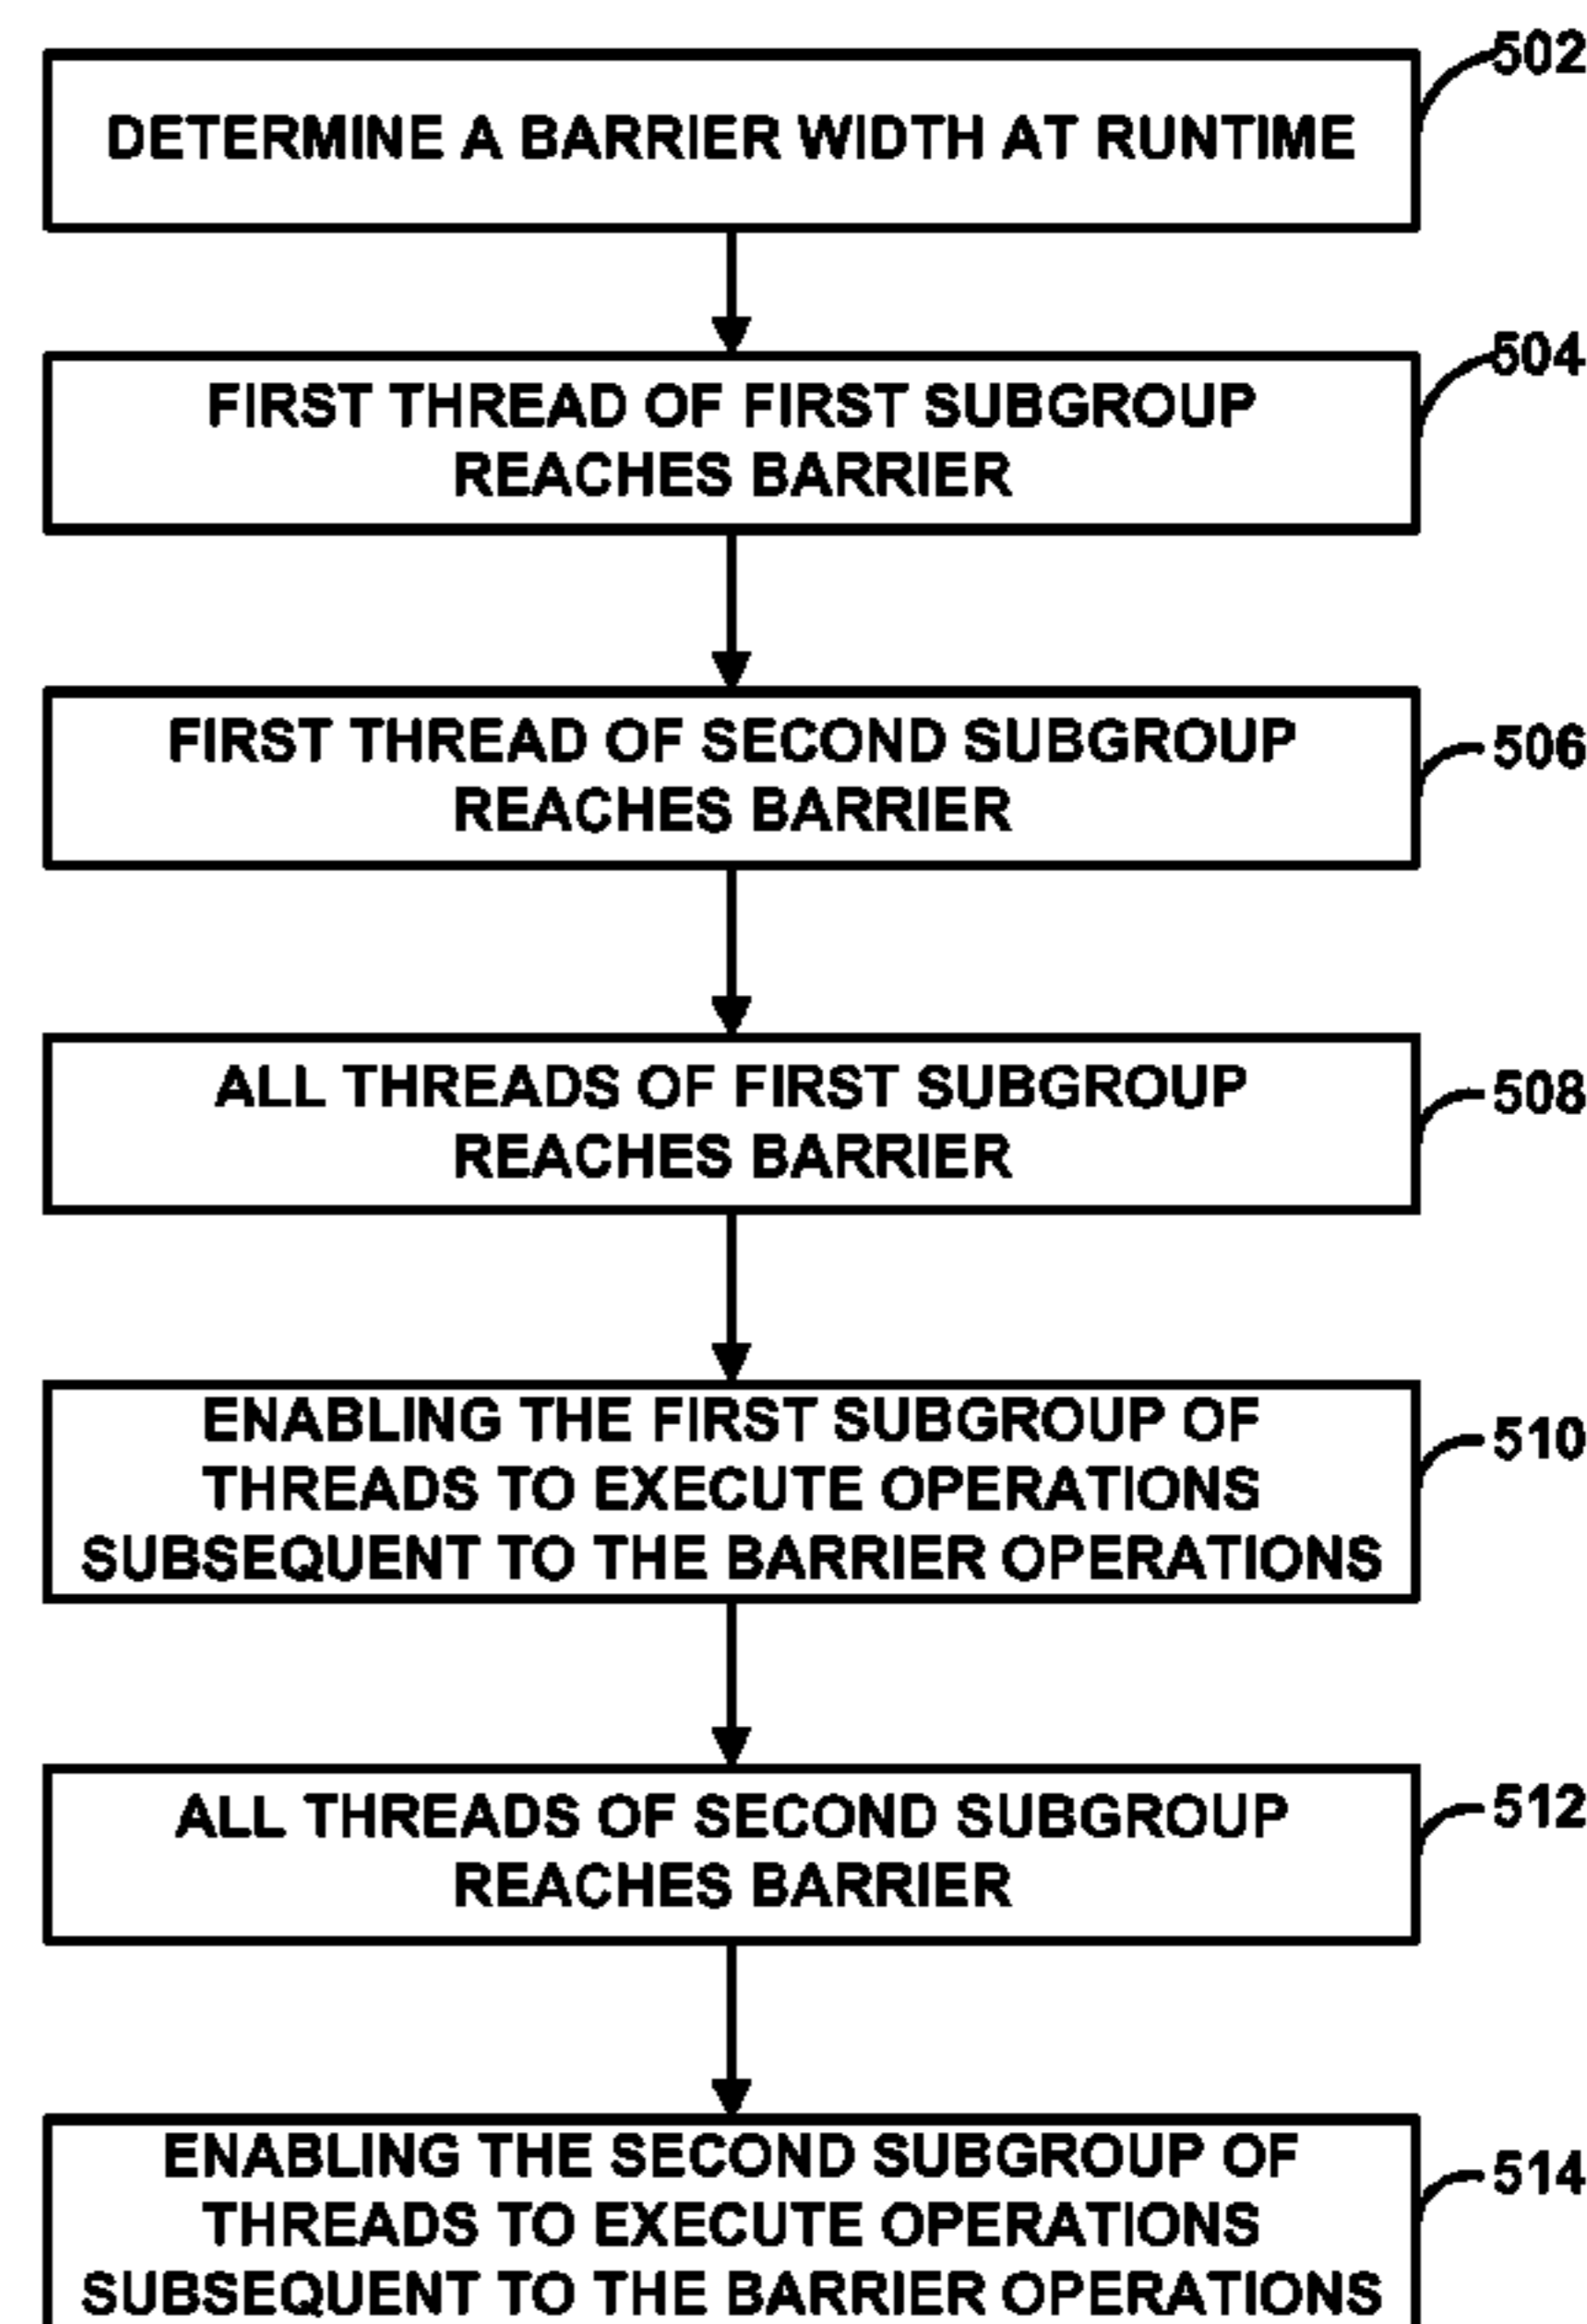 502
DETERMINE A BARRIER WIDTH AT RUNTIME
504
FIRST THREAD OF FIRST SUBGROUP
REACHES BARRIER
506
FIRST THREAD OF SECOND SUBGROUP
REACHES BARRIER
508
ALL THREADS OF FIRST SUBGROUP
REACHES BARRIER
510
ENABLING THE FIRST SUBGROUP OF
THREADS TO EXECUTE OPERATIONS
SUBSEQUENT TO THE BARRIER OPERATIONS
512
ALL THREADS OF SECOND SUBGROUP
REACHES BARRIER
514
ENABLING THE SECOND SUBGROUP OF
THREADS TO EXECUTE OPERATIONS
SUBSEQUENT TO THE BARRIER OPERATIONS